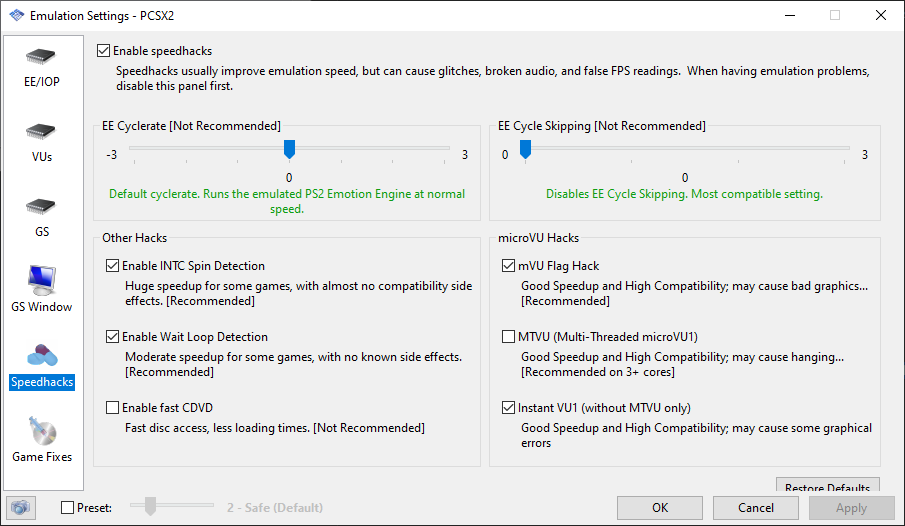 Emulation Settings - PCSX2
EE/IOP
VUs
GS
GS Window
Speedhacks
Game Fixes
Enable speedhacks
Speedhacks usually improve emulation speed, but can cause glitches, broken audio, and false FPS readings.  When having emulation problems,
disable this panel first.
EE Cyclerate [Not Recommended]
-3
3
0
Default cyclerate. Runs the emulated PS2 Emotion Engine at normal
speed.
EE Cycle Skipping [Not Recommended]
0
3
0
Disables EE Cycle Skipping. Most compatible setting.
Other Hacks
Enable INTC Spin Detection
Huge speedup for some games, with almost no compatibility side
effects. [Recommended]
Enable Wait Loop Detection
Moderate speedup for some games, with no known side effects.
[Recommended]
Enable fast CDVD
Fast disc access, less loading times. [Not Recommended]
microVU Hacks
mVU Flag Hack
Good Speedup and High Compatibility; may cause bad graphics...
[Recommended]
MTVU (Multi-Threaded microVU1)
Good Speedup and High Compatibility; may cause hanging...
[Recommended on 3+ cores]
Instant VU1 (without MTVU only)
Good Speedup and High Compatibility; may cause some graphical
errors
Restore Defaults
Preset:
2 - Safe (Default)
OK
Cancel
Apply